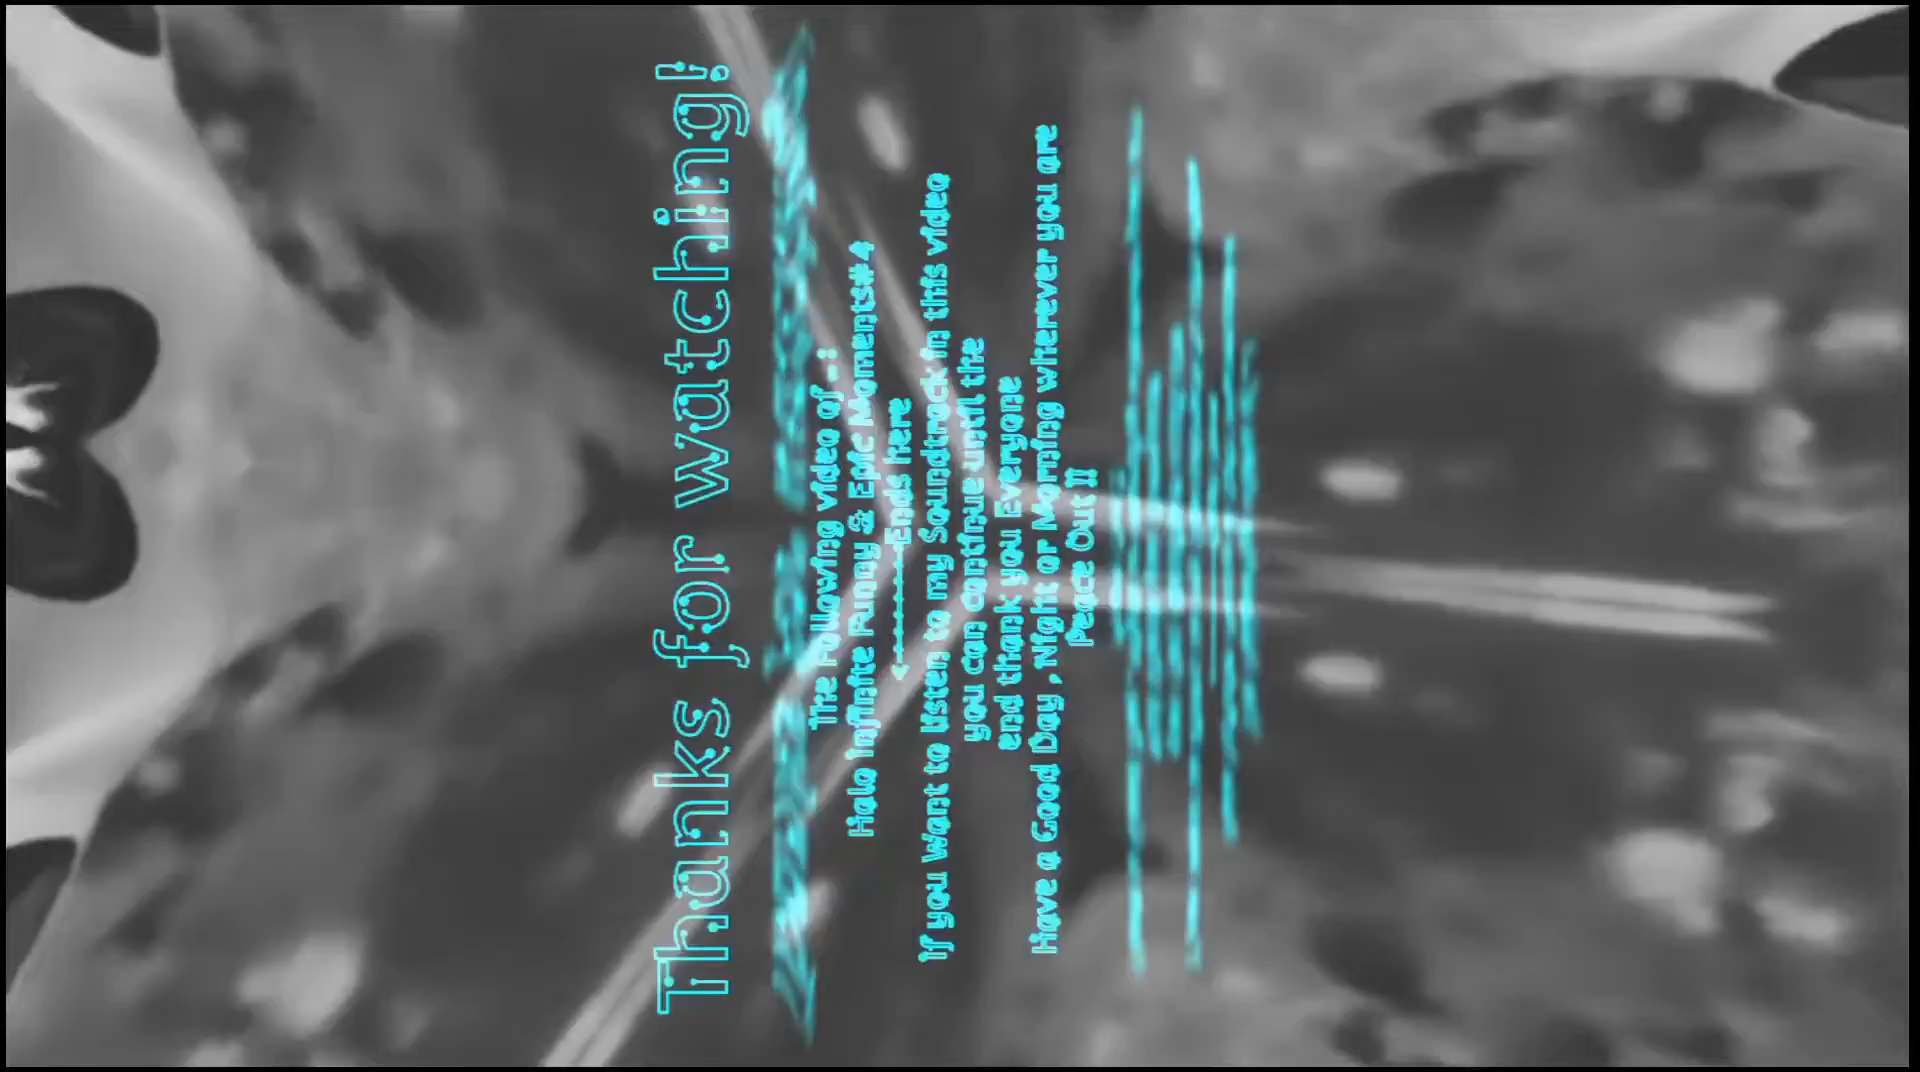 Thanks for watching!
The Following video of -:
Halo infinite Funny & Epic Moments#4
<-------Ends here
if you Want to listen to my Soundtrack in this video
you can continue until the
end thank you Everyone
Have a Good Day , Night or Morning wherever you are
Peace Out !!